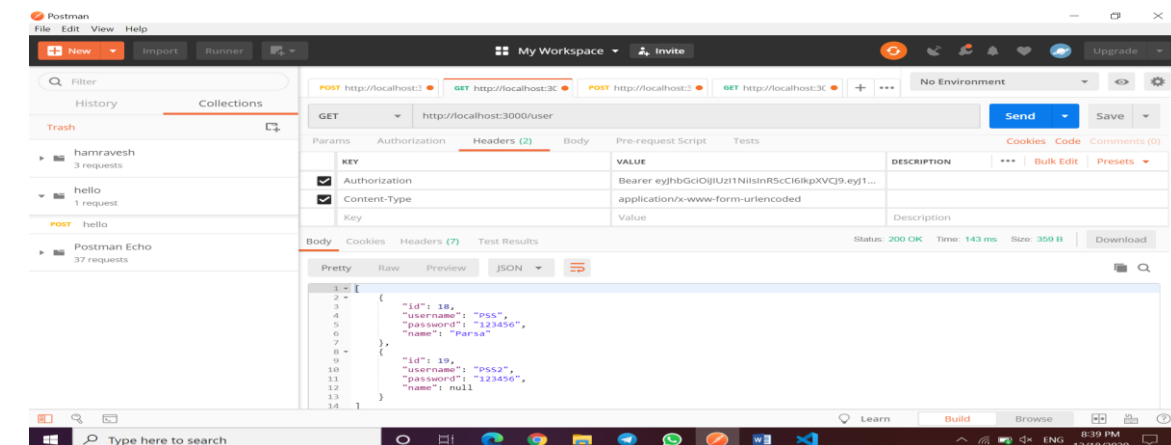 Postman
File Edit View Help
New Import Runner My Workspace Invite Upgrade
Filter
History Collections
Trash
hamravesh
3 requests
hello
1 request
POST hello
Postman Echo
37 requests
POST http://localhost:3 GET http://localhost:3C POST http://localhost:3 GET http://localhost:3C + ••• No Environment
GET http://localhost:3000/user Send Save
Params Authorization Headers (2) Body Pre-request Script Tests Cookies Code Comments (0)
KEY VALUE DESCRIPTION ••• Bulk Edit Presets
Authorization Bearer eyJhbGciOiJIUzI1NiIsInR5cCI6IkpXVCJ9.eyJ1...
Content-Type application/x-www-form-urlencoded
Key Value Description
Body Cookies Headers (7) Test Results Status: 200 OK Time: 143 ms Size: 359 B Download
Pretty Raw Preview JSON
1 [
2 {
3 "id": 18,
4 "username": "PSS",
5 "password": "123456",
6 "name": "Parsa"
7 },
8 {
9 "id": 19,
10 "username": "PSS2",
11 "password": "123456",
12 "name": null
13 }
14 ]
Learn Build Browse
Type here to search ENG 8:39 PM